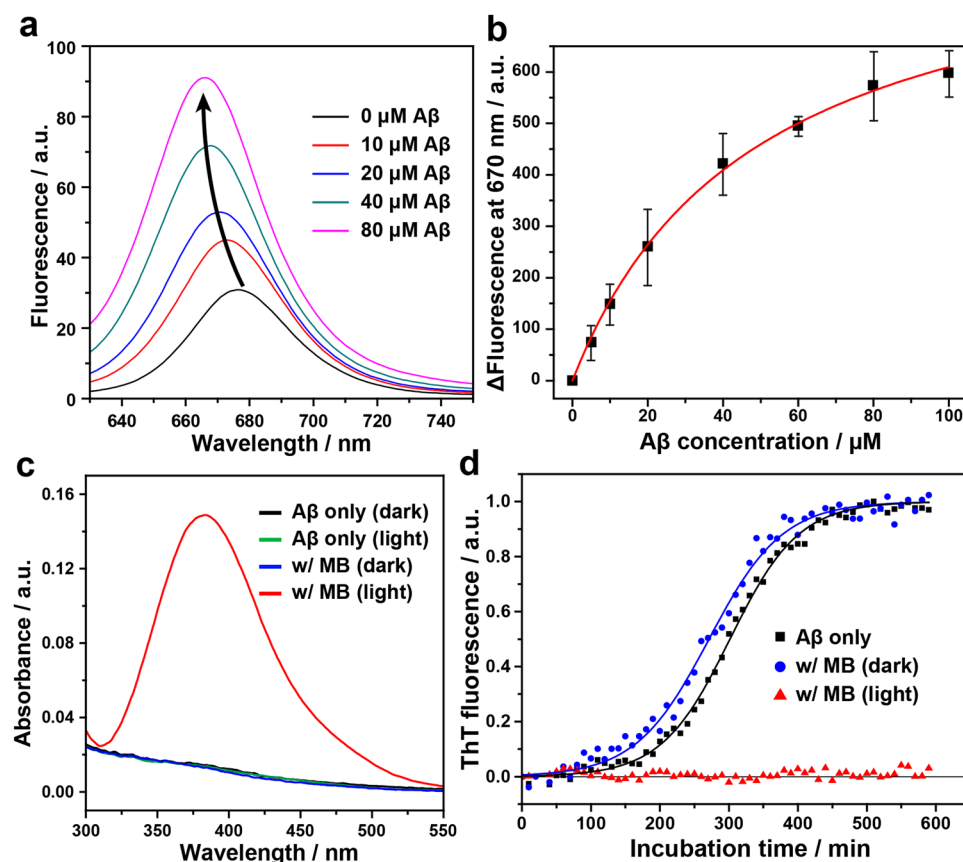 a
100
80
60
40
20
0
Fluorescence / a.u.
0 μM Aβ
10 μM Aβ
20 μM Aβ
40 μM Aβ
80 μM Aβ
640 660 680 700 720 740
Wavelength / nm
b
600
500
400
300
200
100
0
ΔFluorescence at 670 nm / a.u.
0 20 40 60 80 100
Aβ concentration / μM
c
0.16
0.12
0.08
0.04
0.00
Absorbance / a.u.
Aβ only (dark)
Aβ only (light)
w/ MB (dark)
w/ MB (light)
300 350 400 450 500 550
Wavelength / nm
d
1.0
0.8
0.6
0.4
0.2
0.0
ThT fluorescence / a.u.
Aβ only
w/ MB (dark)
w/ MB (light)
0 100 200 300 400 500 600
Incubation time / min